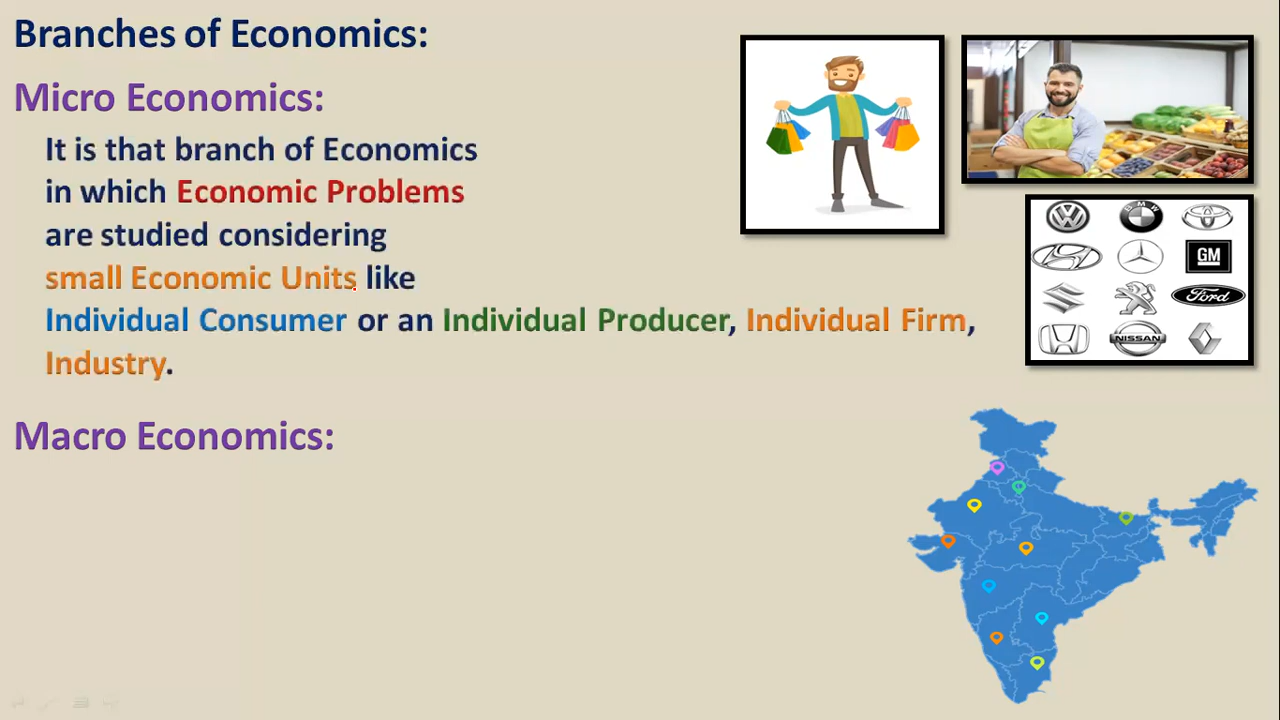 Branches of Economics:
Micro Economics:
It is that branch of Economics
in which Economic Problems
are studied considering
small Economic Units like
Individual Consumer or an Individual Producer, Individual Firm,
Industry.
Macro Economics:
BMW
GM
Ford
NISSAN